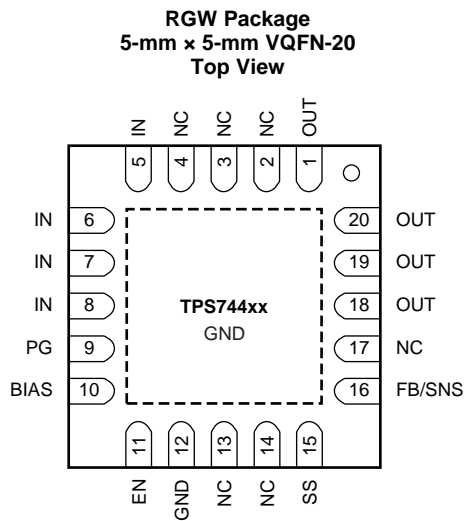 RGW Package
5-mm × 5-mm VQFN-20
Top View
IN NC NC NC OUT
5 4 3 2 1
IN 6 20 OUT
IN 7 19 OUT
IN 8 TPS744xx 18 OUT
GND
PG 9 17 NC
BIAS 10 16 FB/SNS
11 12 13 14 15
EN GND NC NC SS